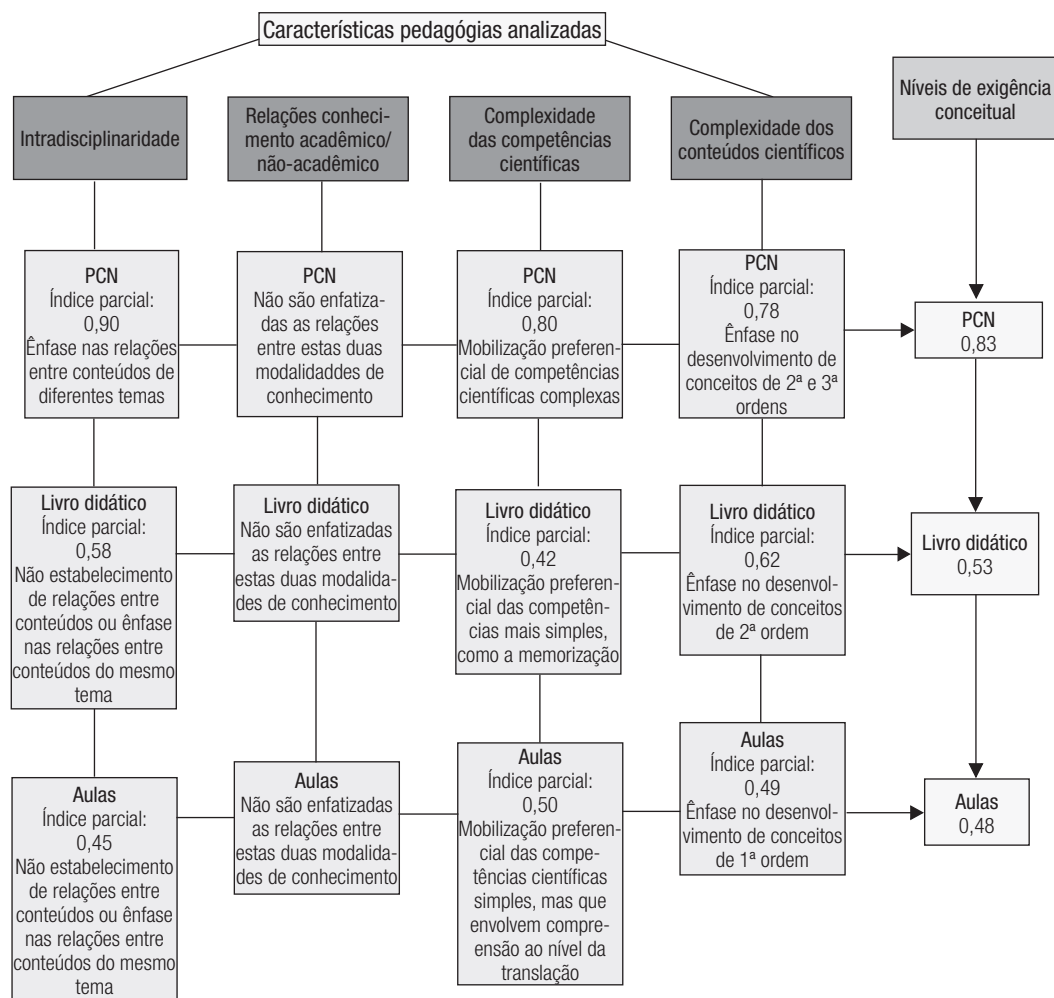 Características pedagógias analizadas
Intradisciplinaridade
Relações conheci-
mento acadêmico/
não-acadêmico
Complexidade
das competências
científicas
Complexidade dos
conteúdos científicos
Níveis de exigência
conceitual
PCN
Índice parcial:
0,90
Ênfase nas relações
entre conteúdos de
diferentes temas
PCN
Não são enfatiza-
das as relações
entre estas duas
modalidaddes de
conhecimento
PCN
Índice parcial:
0,80
Mobilização preferen-
cial de competências
científicas complexas
PCN
Índice parcial:
0,78
Ênfase no
desenvolvimento de
conceitos de 2ª e 3ª
ordens
PCN
0,83
Livro didático
Índice parcial:
0,58
Não estabelecimento
de relações entre
conteúdos ou ênfase
nas relações entre
conteúdos do mesmo
tema
Livro didático
Não são enfatizadas
as relações entre
estas duas modalida-
des de conhecimento
Livro didático
Índice parcial:
0,42
Mobilização preferen-
cial das competên-
cias mais simples,
como a memorização
Livro didático
Índice parcial:
0,62
Ênfase no desenvol-
vimento de conceitos
de 2ª ordem
Livro didático
0,53
Aulas
Índice parcial:
0,45
Não estabelecimento
de relações entre
conteúdos ou ênfase
nas relações entre
conteúdos do mesmo
tema
Aulas
Não são enfatizadas
as relações entre
estas duas modalida-
des de conhecimento
Aulas
Índice parcial:
0,50
Mobilização preferen-
cial das compe-
tências científicas
simples, mas que
envolvem compre-
ensão ao nível da
translação
Aulas
Índice parcial:
0,49
Ênfase no desenvol-
vimento de conceitos
de 1ª ordem
Aulas
0,48